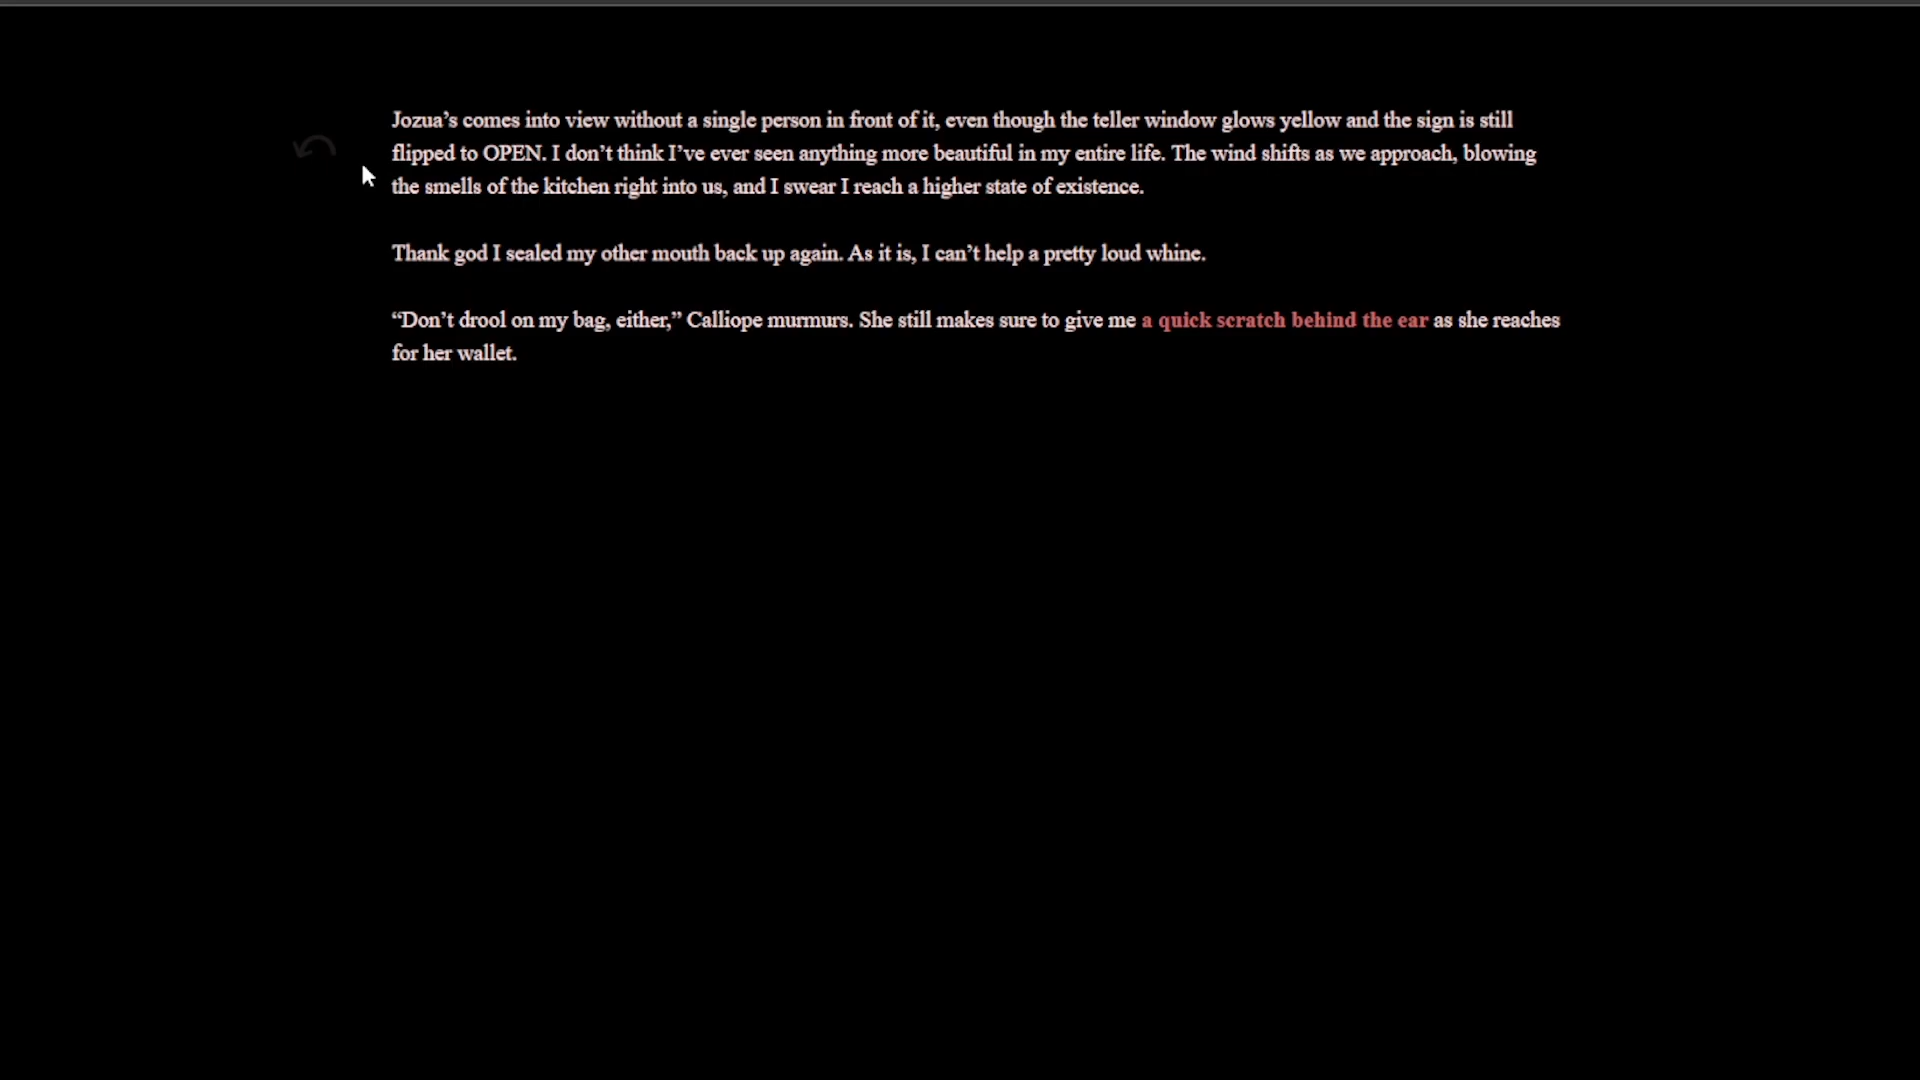 Jozua’s comes into view without a single person in front of it, even though the teller window glows yellow and the sign is still
flipped to OPEN. I don’t think I’ve ever seen anything more beautiful in my entire life. The wind shifts as we approach, blowing
the smells of the kitchen right into us, and I swear I reach a higher state of existence.
Thank god I sealed my other mouth back up again. As it is, I can’t help a pretty loud whine.
“Don’t drool on my bag, either,” Calliope murmurs. She still makes sure to give me a quick scratch behind the ear as she reaches
for her wallet.